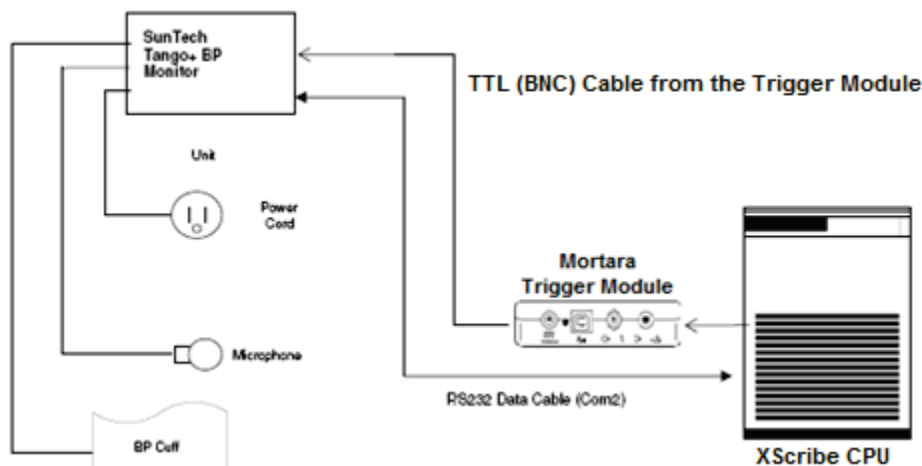 SunTech
Tango+ BP
Monitor
TTL (BNC) Cable from the Trigger Module
Unit
Power
Cord
Mortara
Trigger Module
Microphone
RS232 Data Cable (Com2)
BP Cuff
XScribe CPU